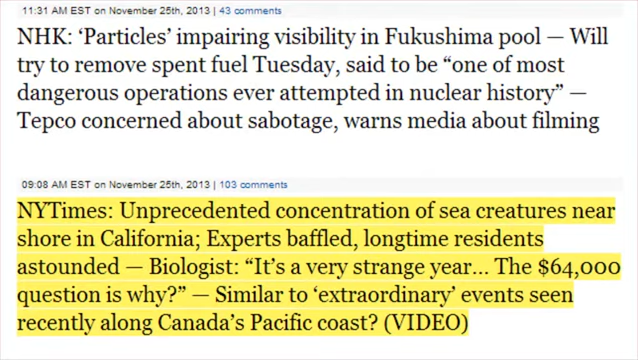 11:31 AM EST on November 25th, 2013 | 43 comments
NHK: ‘Particles’ impairing visibility in Fukushima pool — Will
try to remove spent fuel Tuesday, said to be “one of most
dangerous operations ever attempted in nuclear history” —
Tepco concerned about sabotage, warns media about filming
09:08 AM EST on November 25th, 2013 | 103 comments
NYTimes: Unprecedented concentration of sea creatures near
shore in California; Experts baffled, longtime residents
astounded — Biologist: “It’s a very strange year... The $64,000
question is why?” — Similar to ‘extraordinary’ events seen
recently along Canada’s Pacific coast? (VIDEO)